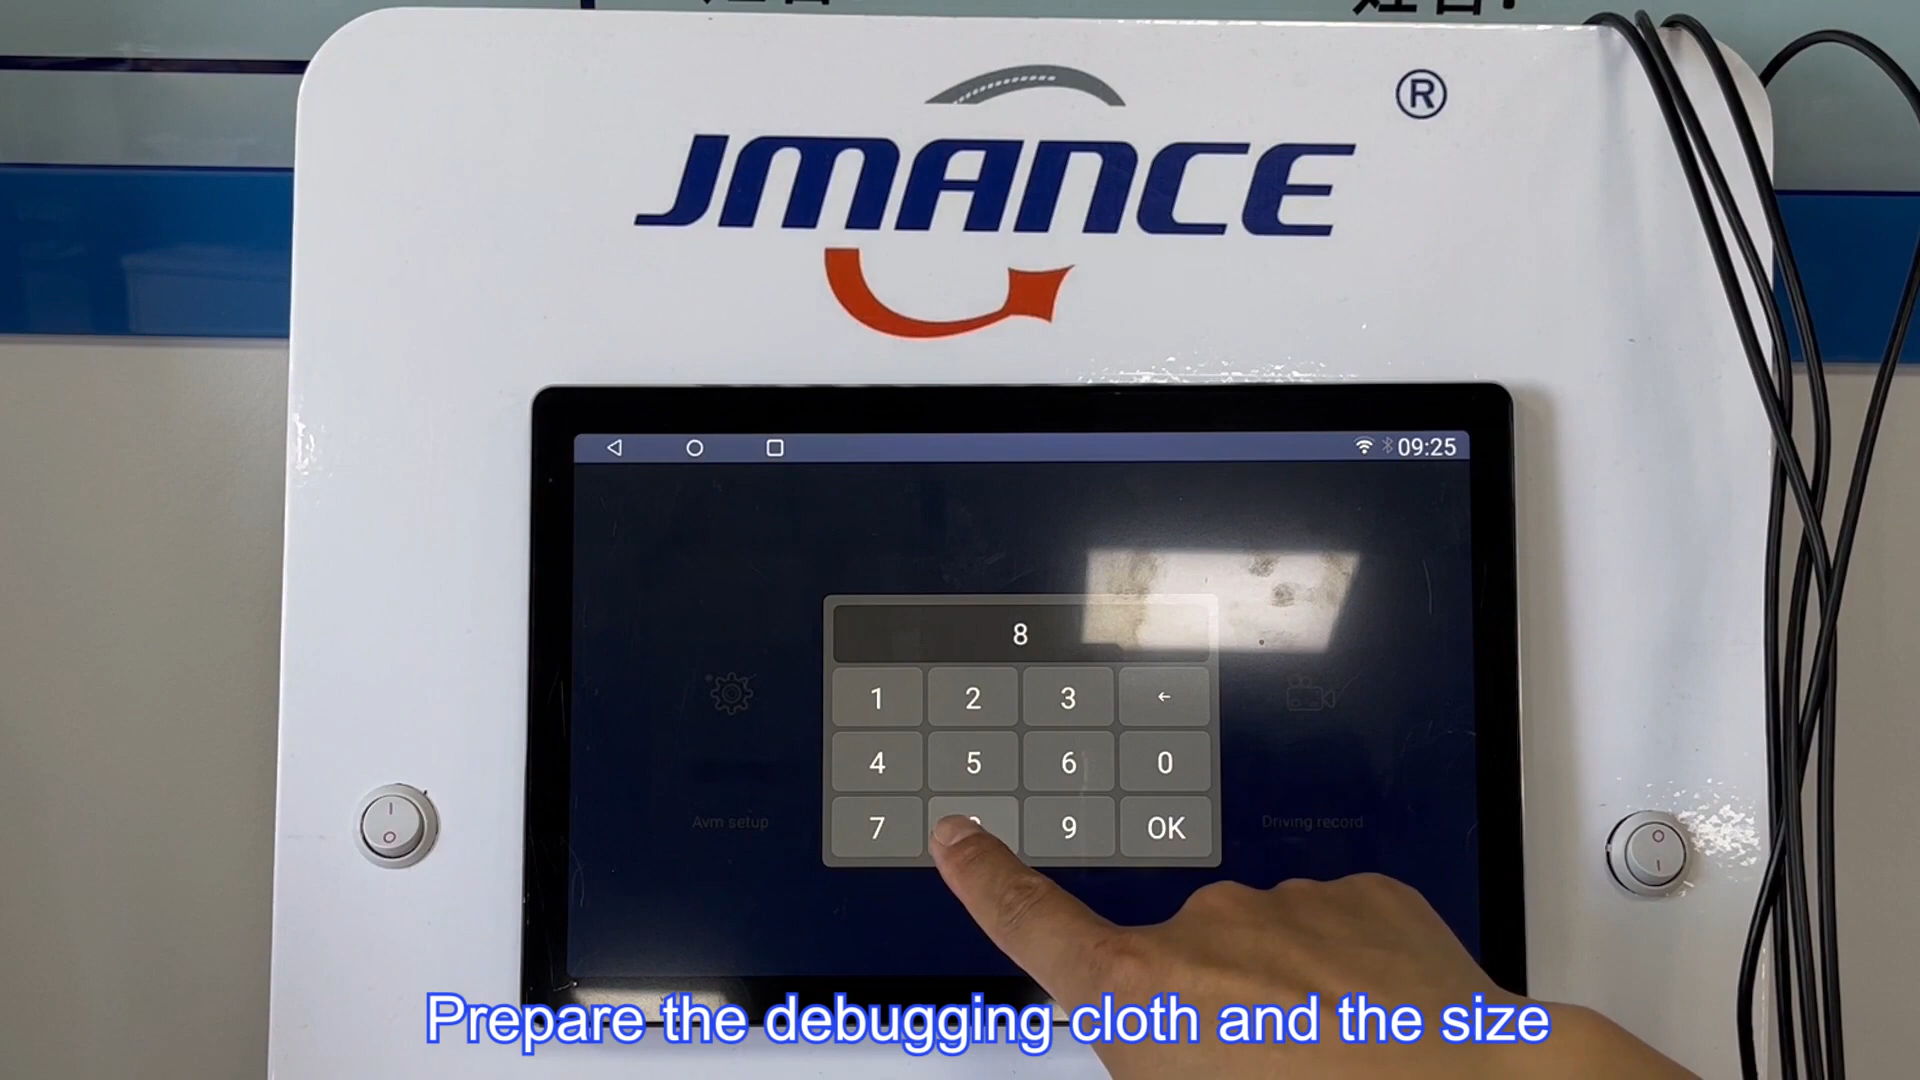 ®
JMANCE
09:25
8
1 2 3 ←
4 5 6 0
7 9 OK
Avm setup
Driving record
Prepare the debugging cloth and the size